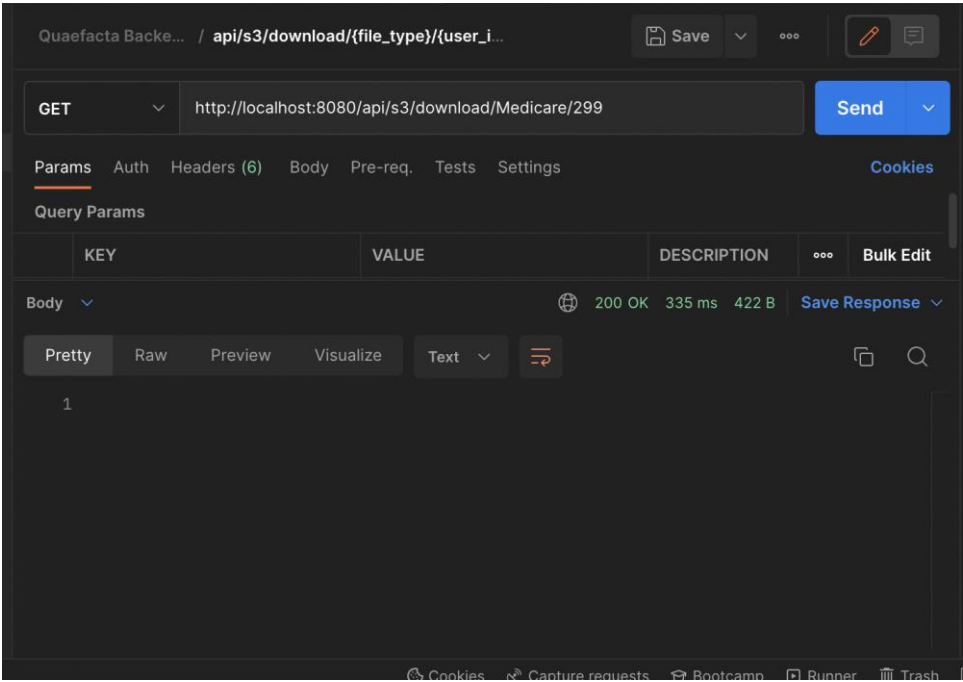 Quaefacta Backe... / api/s3/download/{file_type}/{user_i... Save
GET http://localhost:8080/api/s3/download/Medicare/299 Send
Params Auth Headers (6) Body Pre-req. Tests Settings Cookies
Query Params
KEY VALUE DESCRIPTION Bulk Edit
Body 200 OK 335 ms 422 B Save Response
Pretty Raw Preview Visualize Text
1
Cookies Capture requests Bootcamp Runner Trash